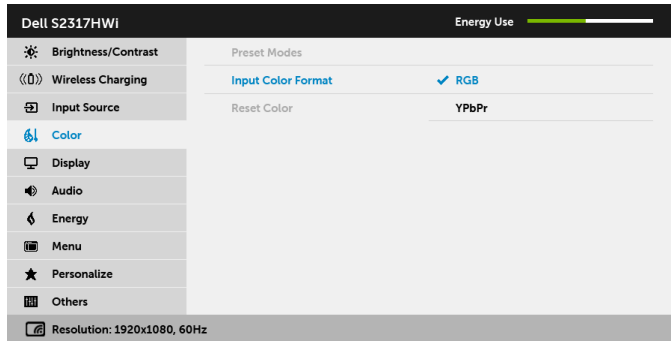 Dell S2317HWi
Energy Use
Brightness/Contrast
Wireless Charging
Input Source
Color
Display
Audio
Energy
Menu
Personalize
Others
Preset Modes
Input Color Format
Reset Color
RGB
YPbPr
Resolution: 1920x1080, 60Hz